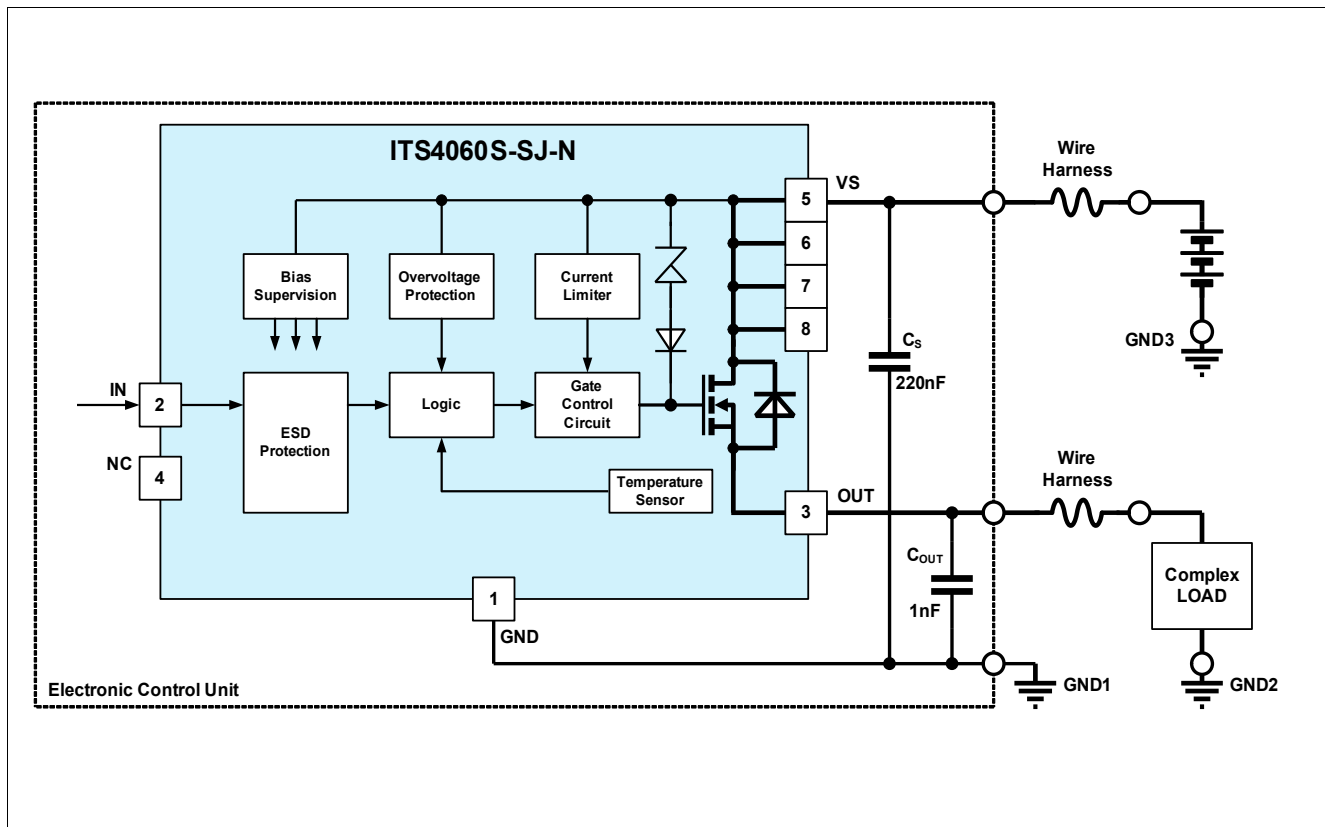 ITS4060S-SJ-N
VS
Wire
Harness
5
6
7
8
Bias
Supervision
Overvoltage
Protection
Current
Limiter
GND3
CS
220nF
IN
2
ESD
Protection
Logic
Gate
Control
Circuit
NC
4
Temperature
Sensor
3
OUT
Wire
Harness
COUT
1nF
Complex
LOAD
1
GND
Electronic Control Unit
GND1
GND2